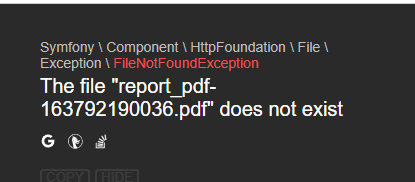 Symfony \ Component \ HttpFoundation \ File \
Exception \ FileNotFoundException
The file "report_pdf-
163792190036.pdf" does not exist
COPY HIDE